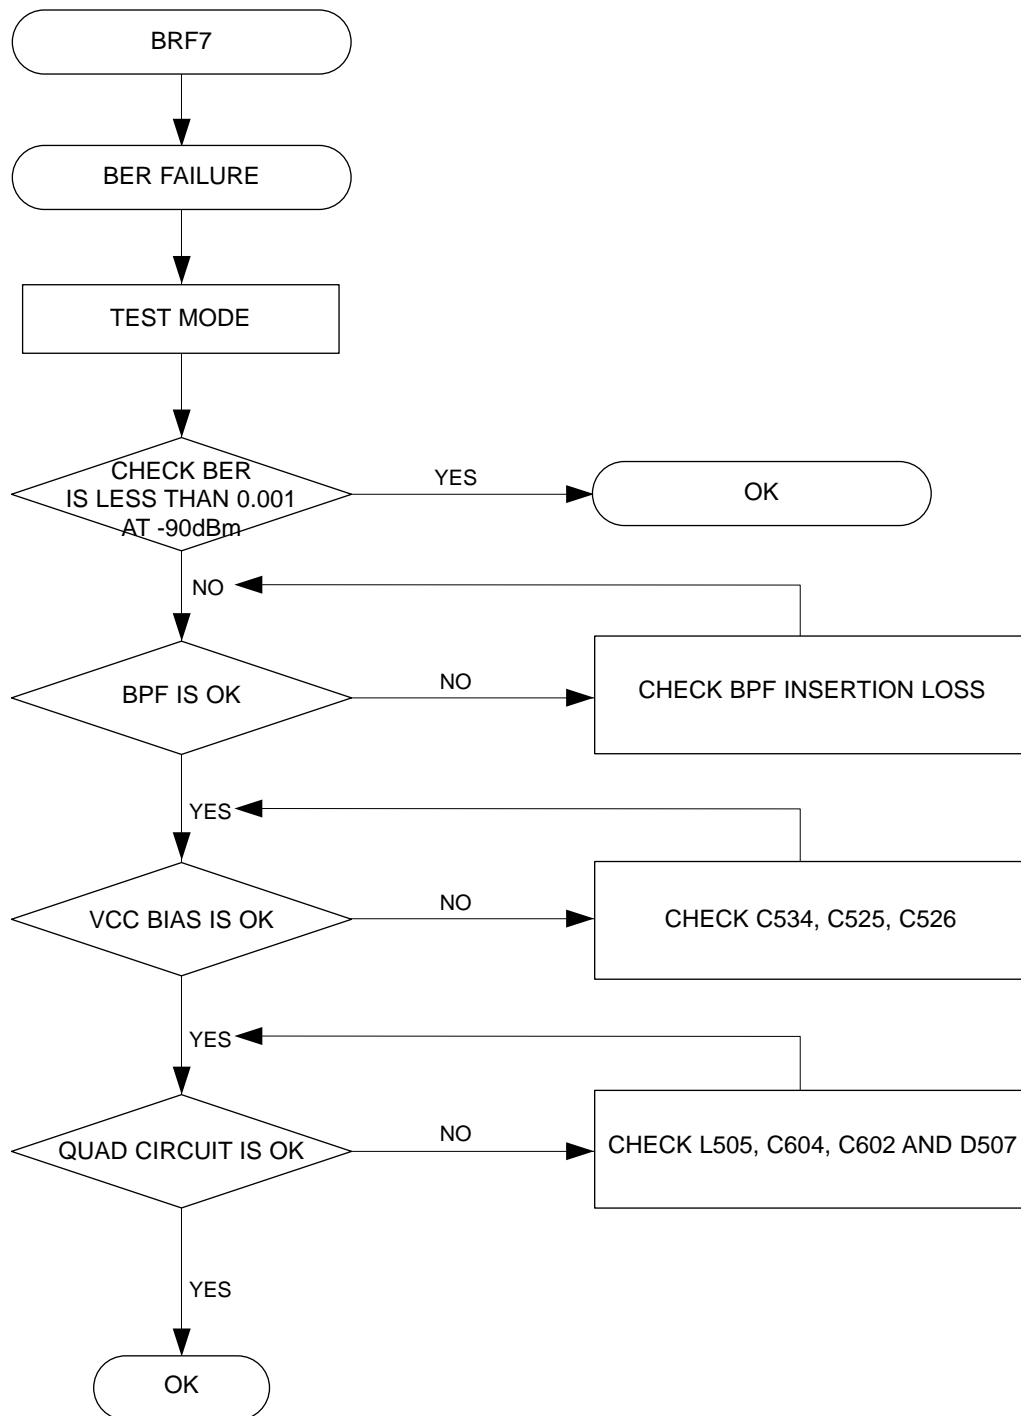 BRF7
BER FAILURE
TEST MODE
CHECK BER
IS LESS THAN 0.001
AT -90dBm
YES
OK
NO
BPF IS OK
NO
CHECK BPF INSERTION LOSS
YES
VCC BIAS IS OK
NO
CHECK C534, C525, C526
YES
QUAD CIRCUIT IS OK
NO
CHECK L505, C604, C602 AND D507
YES
OK